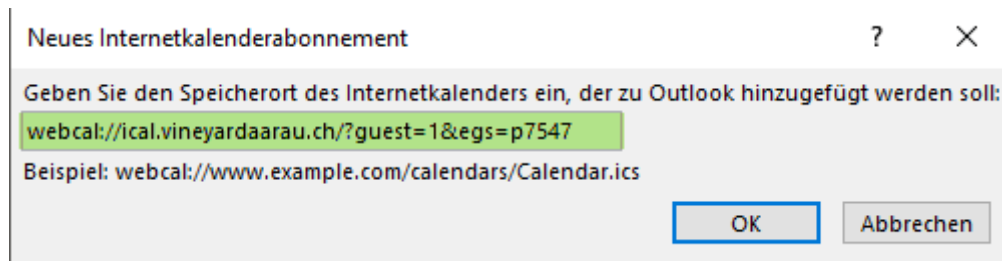 Neues Internetkalenderabonnement ? ×
Geben Sie den Speicherort des Internetkalenders ein, der zu Outlook hinzugefügt werden soll:
webcal://ical.vineyardaarau.ch/?guest=1&egs=p7547
Beispiel: webcal://www.example.com/calendars/Calendar.ics
OK Abbrechen